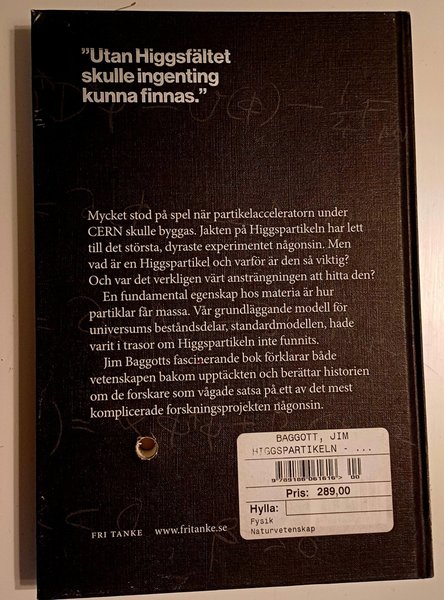 ”Utan Higgsfältet
skulle ingenting
kunna finnas.”
Mycket stod på spel när partikelacceleratorn under
CERN skulle byggas. Jakten på Higgspartikeln har lett
till det största, dyraste experimentet någonsin. Men
vad är en Higgspartikel och varför är den så viktig?
Och var det verkligen värt ansträngningen att hitta den?
En fundamental egenskap hos materia är hur
partiklar får massa. Vår grundläggande modell för
universums beståndsdelar, standardmodellen, hade
varit i trasor om Higgspartikeln inte funnits.
Jim Baggotts fascinerande bok förklarar både
vetenskapen bakom upptäckten och berättar historien
om de forskare som vågade satsa på ett av det mest
komplicerade forskningsprojekten någonsin.
BAGGOTT, JIM
HIGGSPARTIKELN - ...
9 789186 061616> 00
Pris: 289,00
Hylla:
Fysik
Naturvetenskap
FRI TANKE www.fritanke.se